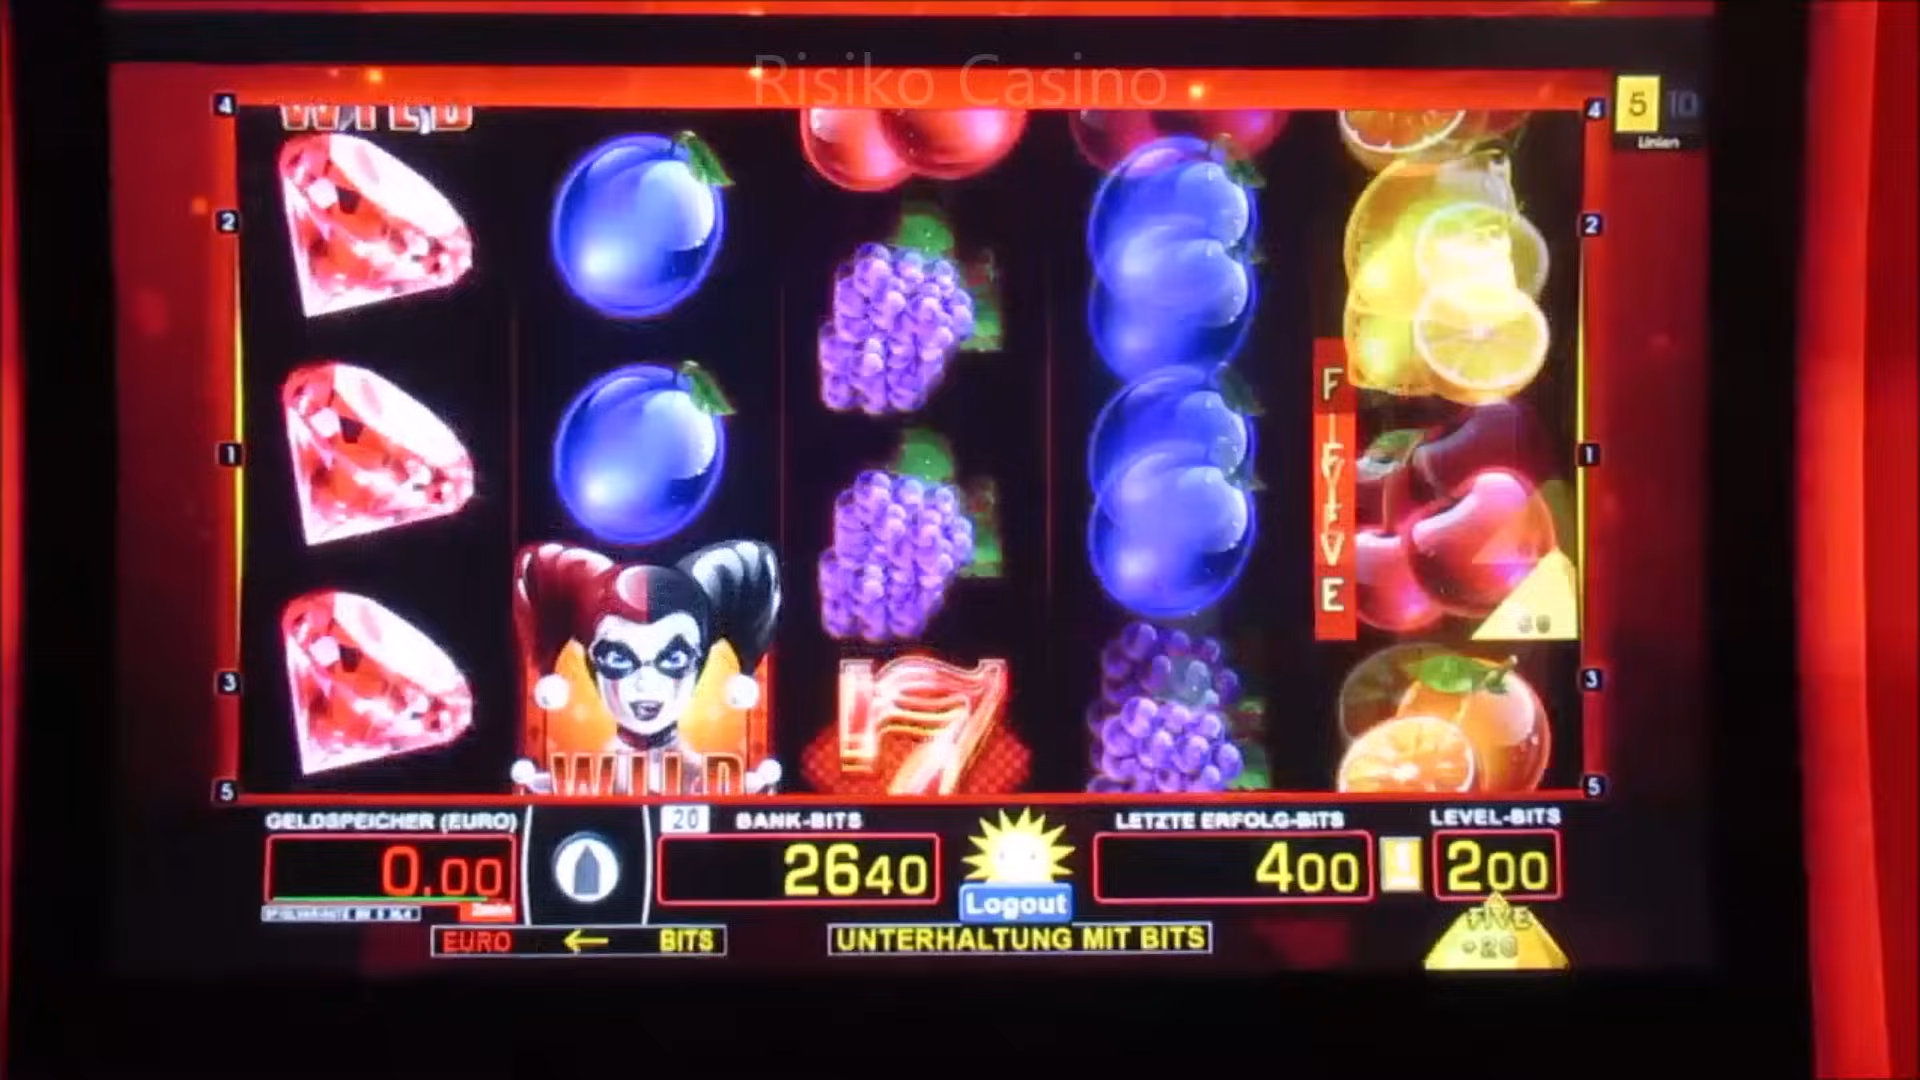 Risiko Casino
WILD
4 4 5 10
Linien
2 2
FIVE
1 1
3 3
WILD
5 5
GELDSPEICHER (EURO) 20 BANK-BITS LETZTE ERFOLG-BITS LEVEL-BITS
0.00 2640 400 200
Logout
EURO ← BITS UNTERHALTUNG MIT BITS
FIVE